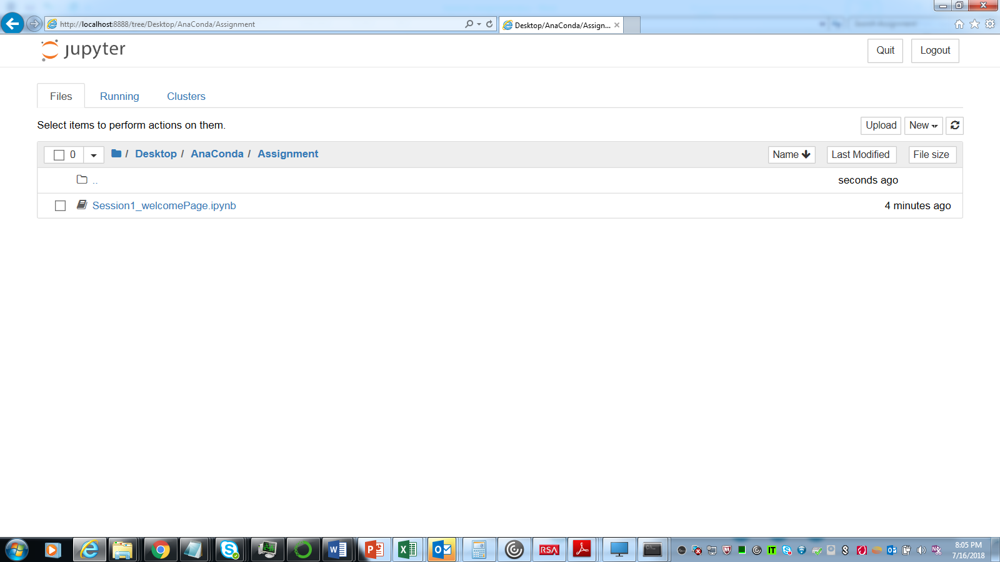 http://localhost:8888/tree/Desktop/AnaConda/Assignment
Desktop/AnaConda/Assign...
jupyter
Quit
Logout
Files
Running
Clusters
Select items to perform actions on them.
Upload
New
0
/ Desktop / AnaConda / Assignment
Name
Last Modified
File size
..
seconds ago
Session1_welcomePage.ipynb
4 minutes ago
RSA
IT
8:05 PM
7/16/2018